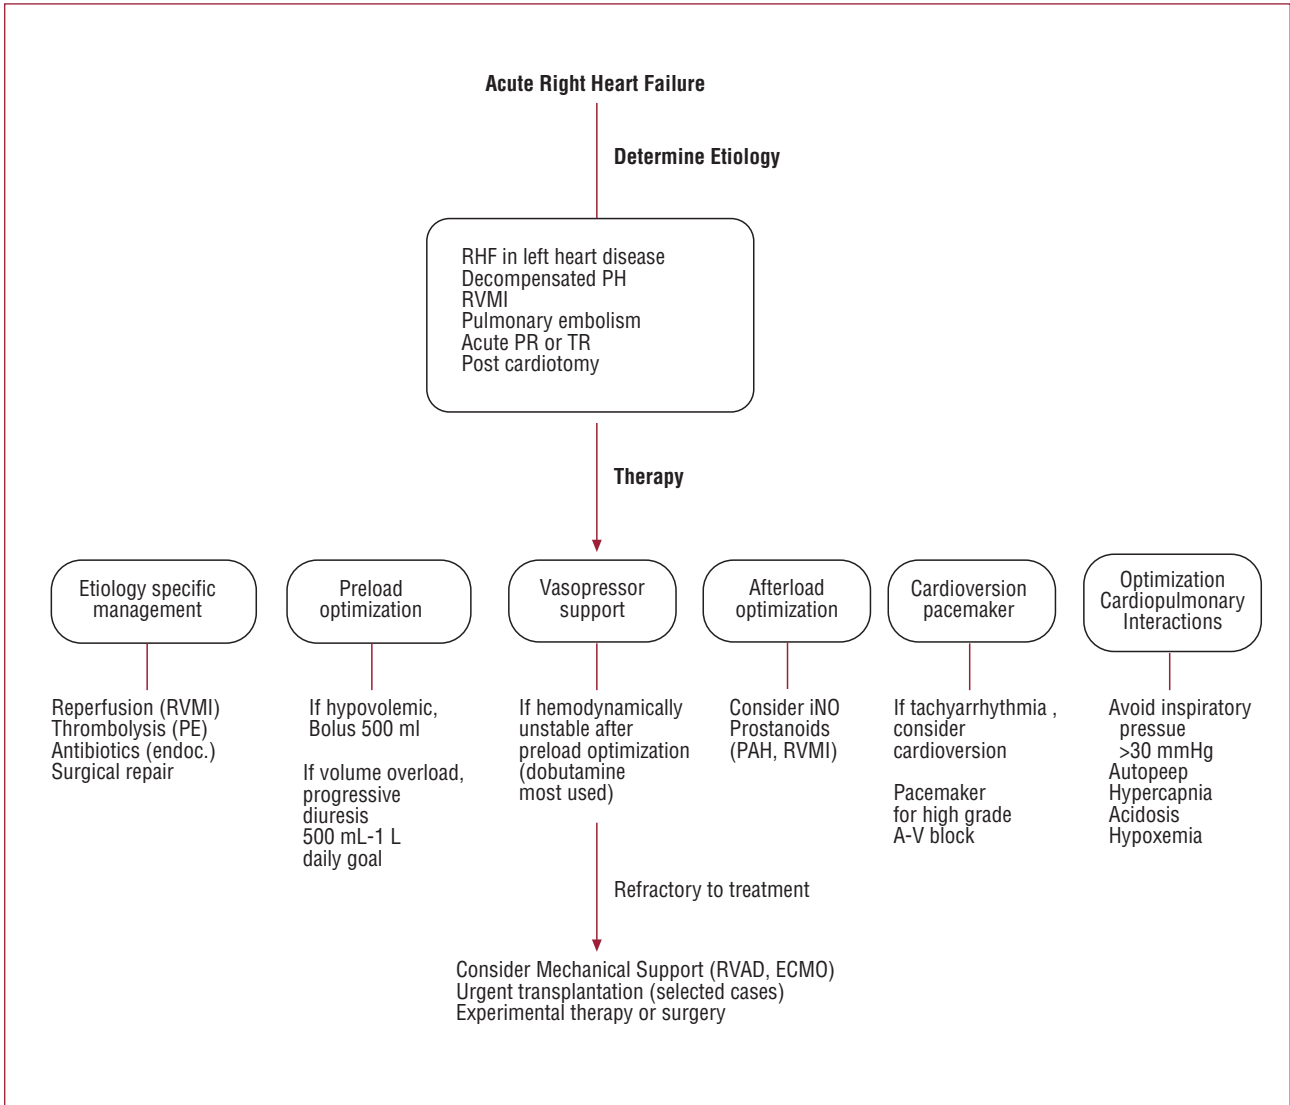 Acute Right Heart Failure
Determine Etiology
RHF in left heart disease
Decompensated PH
RVMI
Pulmonary embolism
Acute PR or TR
Post cardiotomy
Therapy
Etiology specific
management
Preload
optimization
Vasopressor
support
Afterload
optimization
Cardioversion
pacemaker
Optimization
Cardiopulmonary
Interactions
Reperfusion (RVMI)
Thrombolysis (PE)
Antibiotics (endoc.)
Surgical repair
If hypovolemic,
Bolus 500 ml
If volume overload,
progressive
diuresis
500 mL-1 L
daily goal
If hemodynamically
unstable after
preload optimization
(dobutamine
most used)
Consider iNO
Prostanoids
(PAH, RVMI)
If tachyarrhythmia ,
consider
cardioversion
Pacemaker
for high grade
A-V block
Avoid inspiratory
pressue
>30 mmHg
Autopeep
Hypercapnia
Acidosis
Hypoxemia
Refractory to treatment
Consider Mechanical Support (RVAD, ECMO)
Urgent transplantation (selected cases)
Experimental therapy or surgery